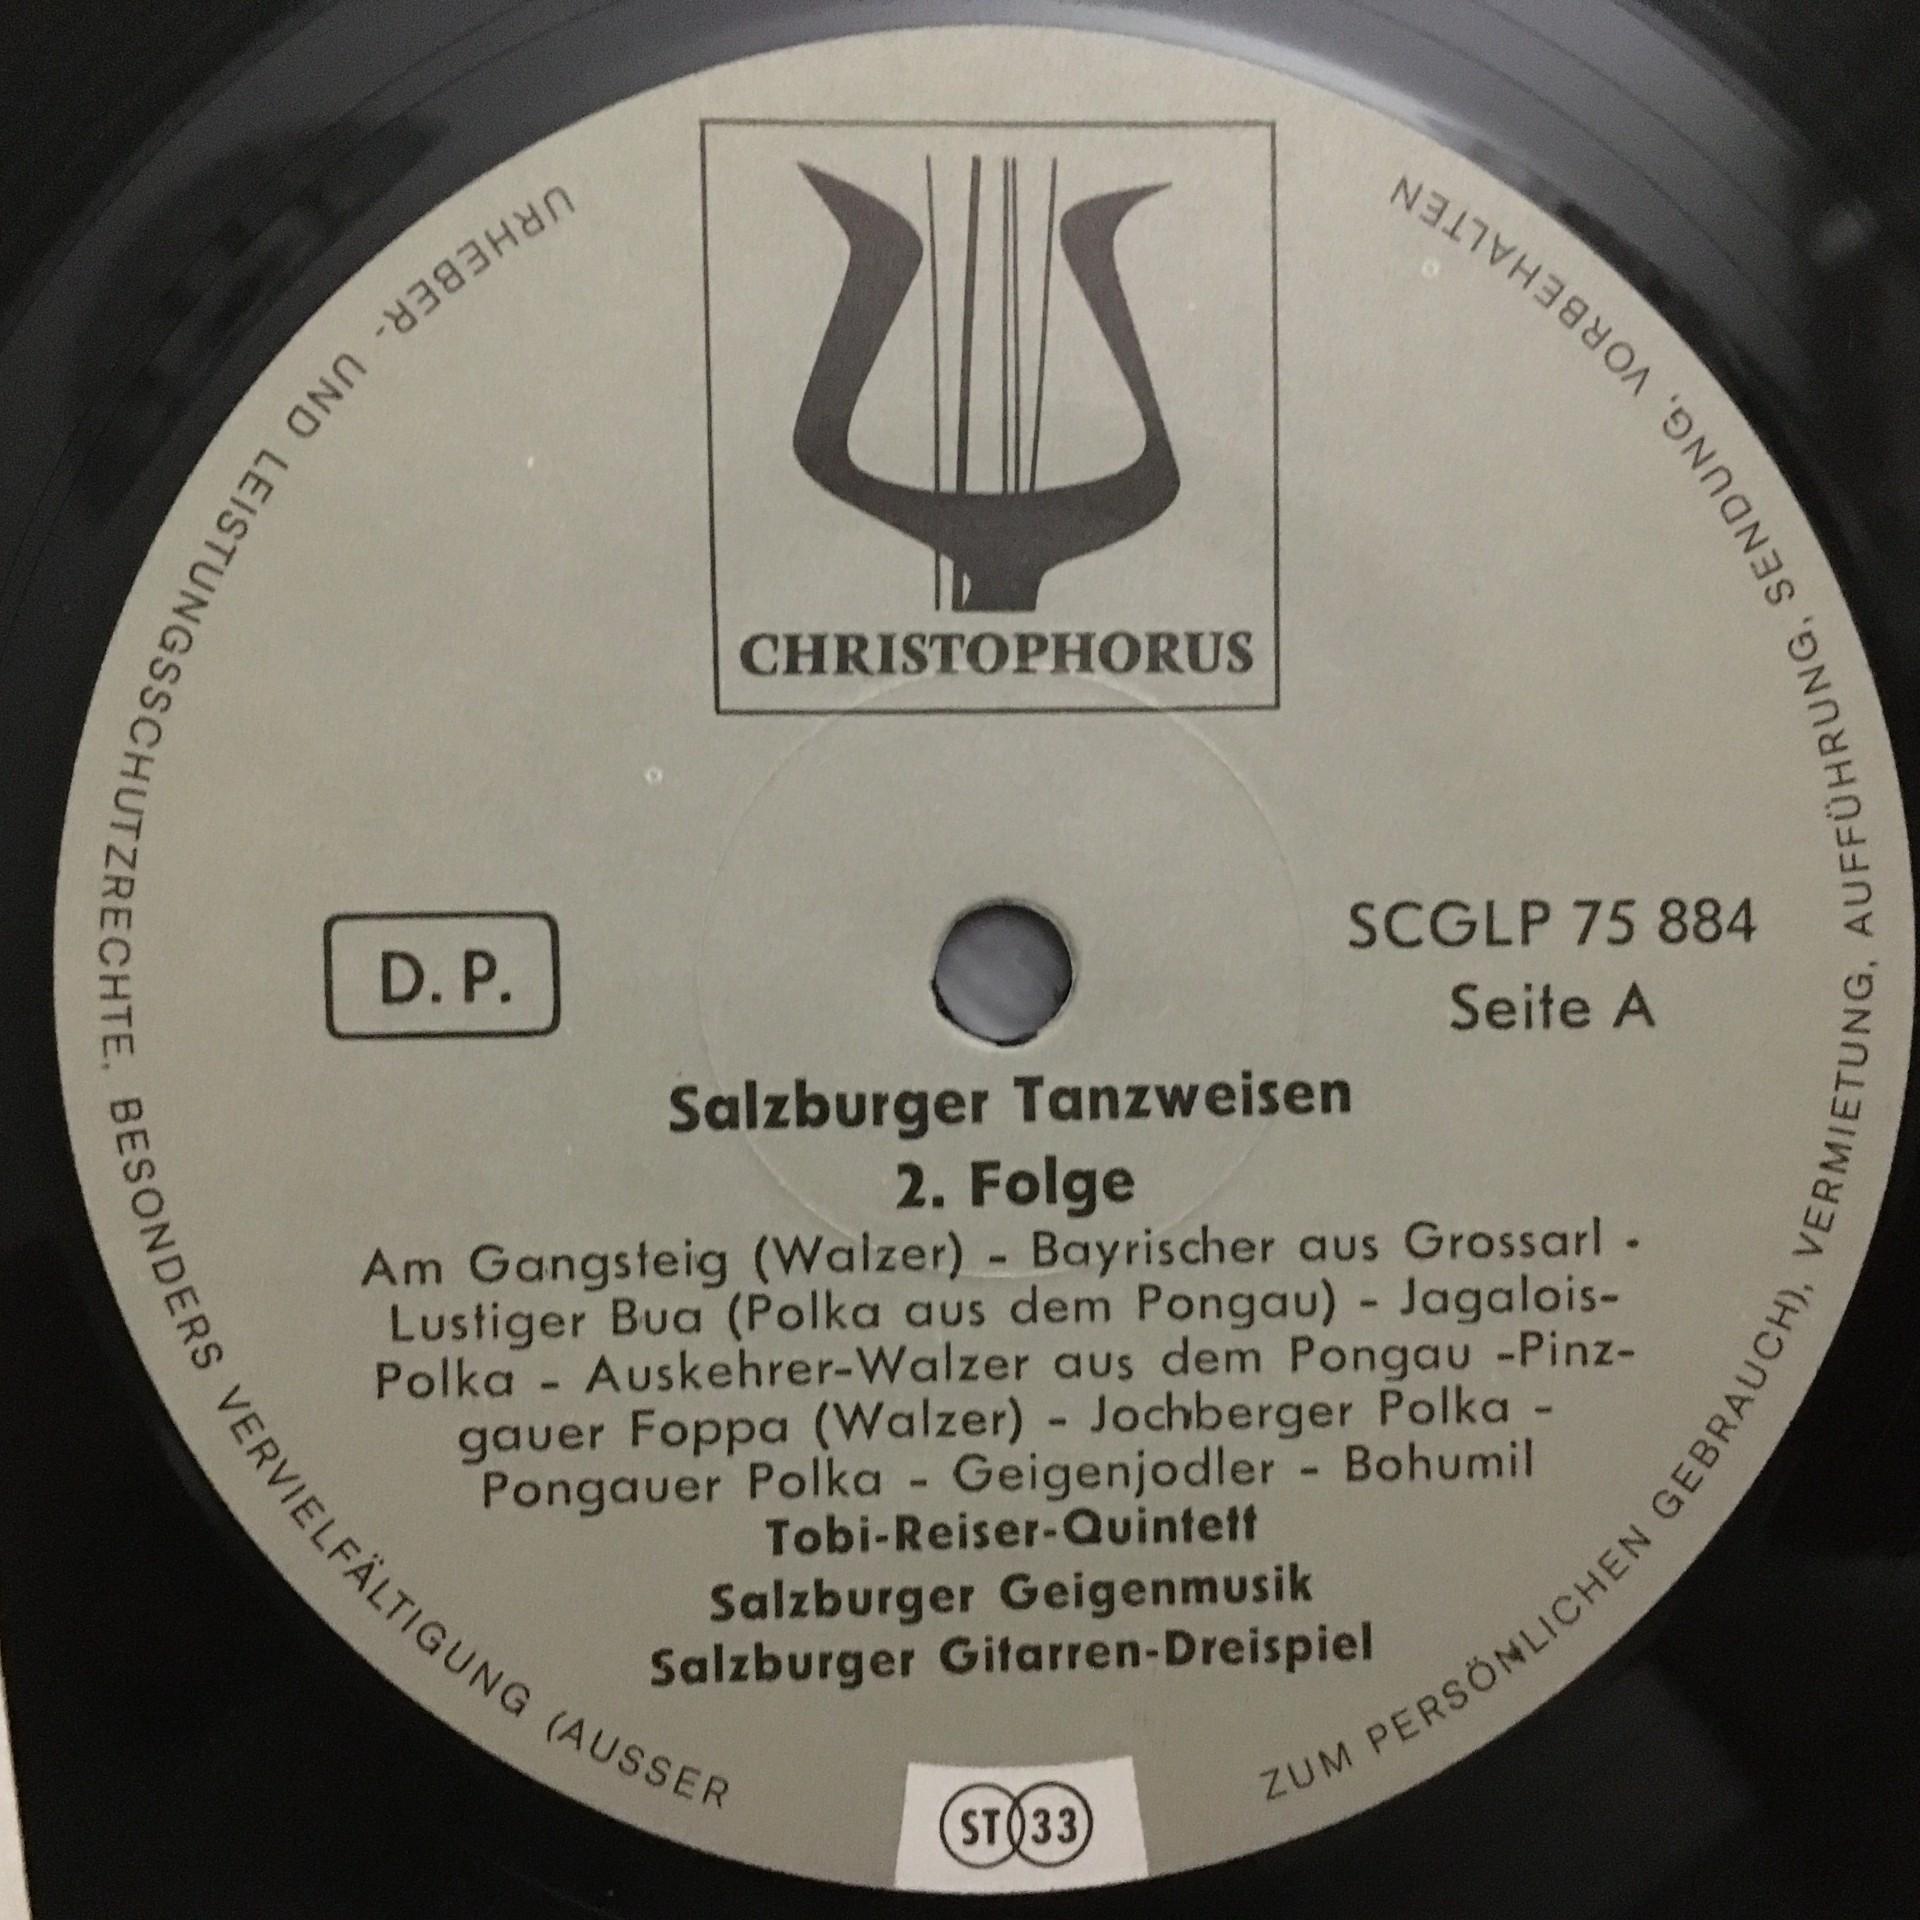 CHRISTOPHORUS
D. P.
SCGLP 75 884
Seite A
Salzburger Tanzweisen
2. Folge
Am Gangsteig (Walzer) - Bayrischer aus Grossarl -
Lustiger Bua (Polka aus dem Pongau) - Jagalois-
Polka - Auskehrer-Walzer aus dem Pongau -Pinz-
gauer Foppa (Walzer) - Jochberger Polka -
Pongauer Polka - Geigenjodler - Bohumil
Tobi-Reiser-Quintett
Salzburger Geigenmusik
Salzburger Gitarren-Dreispiel
ST 33
URHEBER- UND LEISTUNGSSCHUTZRECHTE, BESONDERS VERVIELFÄLTIGUNG (AUSSER ZUM PERSÖNLICHEN GEBRAUCH), VERMIETUNG, AUFFÜHRUNG, SENDUNG, VORBEHALTEN